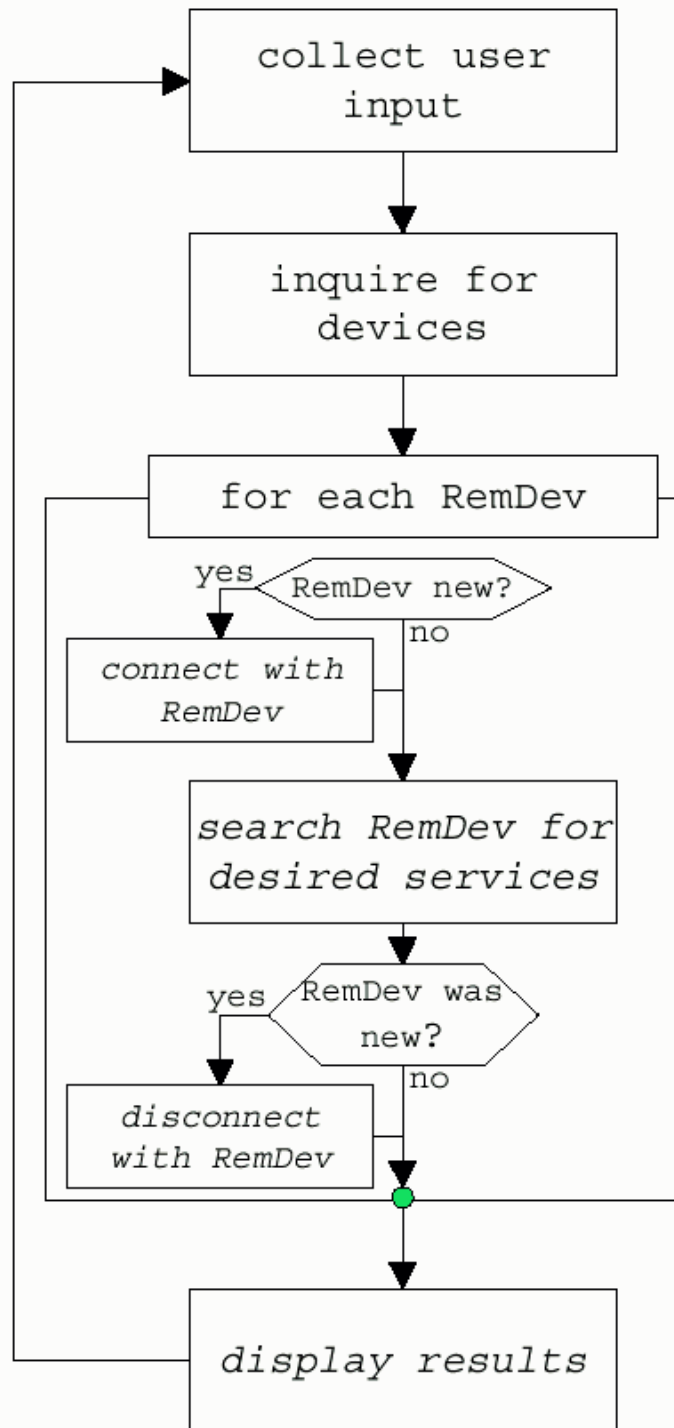 collect user
input
inquire for
devices
for each RemDev
yes
RemDev new?
no
connect with
RemDev
search RemDev for
desired services
yes
RemDev was
new?
no
disconnect
with RemDev
display results